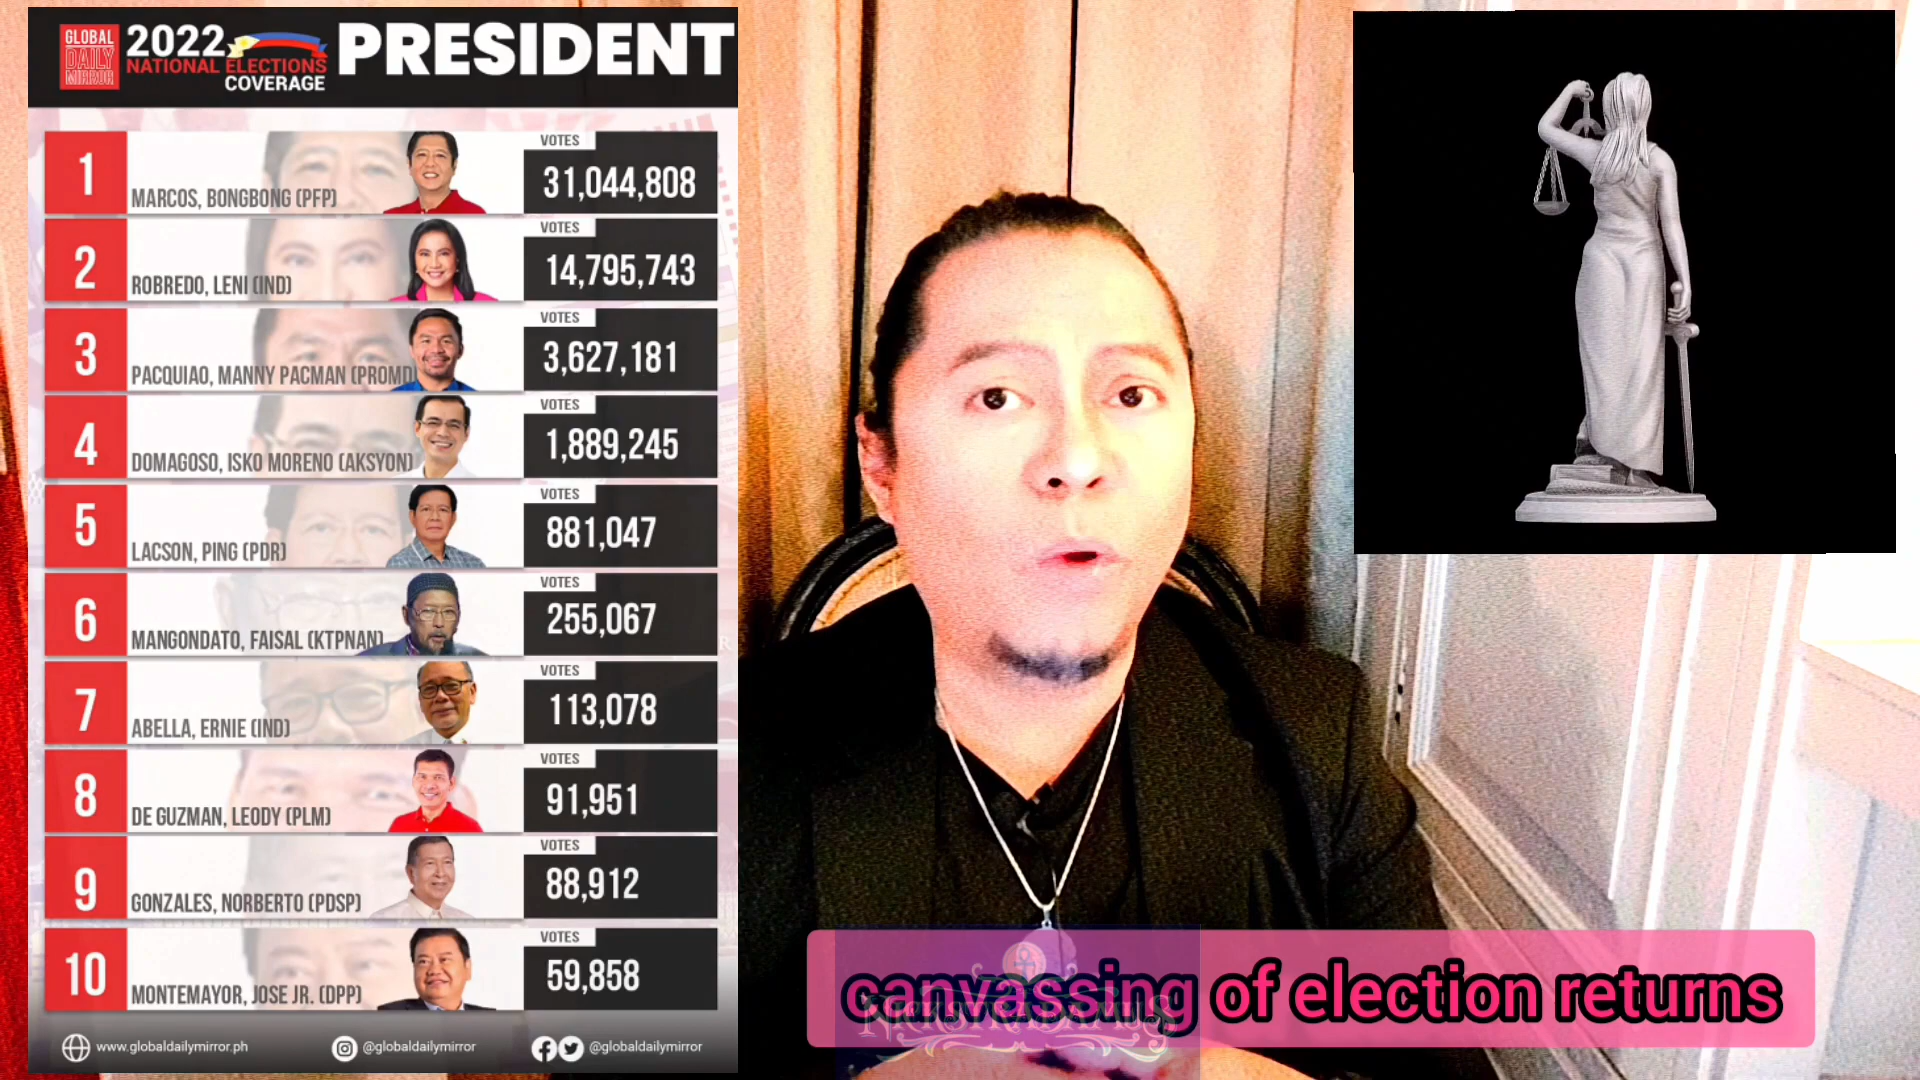 GLOBAL
DAILY
MIRROR
2022
NATIONAL ELECTIONS
COVERAGE
PRESIDENT
1
MARCOS, BONGBONG (PFP)
VOTES
31,044,808
2
ROBREDO, LENI (IND)
VOTES
14,795,743
3
PACQUIAO, MANNY PACMAN (PROMDI
VOTES
3,627,181
4
DOMAGOSO, ISKO MORENO (AKSYON)
VOTES
1,889,245
5
LACSON, PING (PDR)
VOTES
881,047
6
MANGONDATO, FAISAL (KTPNAN)
VOTES
255,067
7
ABELLA, ERNIE (IND)
VOTES
113,078
8
DE GUZMAN, LEODY (PLM)
VOTES
91,951
9
GONZALES, NORBERTO (PDSP)
VOTES
88,912
10
MONTEMAYOR, JOSE JR. (DPP)
VOTES
59,858
www.globaldailymirror.ph
@globaldailymirror
@globaldailymirror
canvassing of election returns
NICKSTRADAMUS